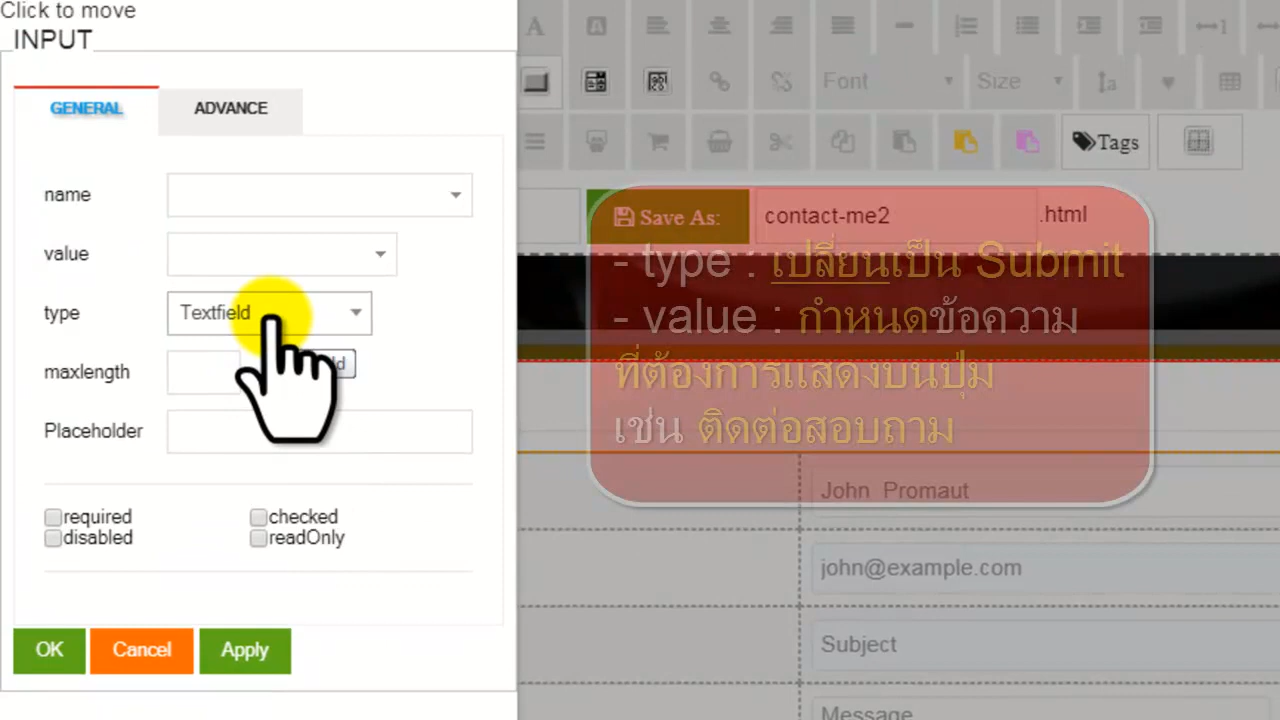 Click to move
INPUT
GENERAL
ADVANCE
name
value
type
Textfield
maxlength
Placeholder
required
checked
disabled
readOnly
OK
Cancel
Apply
Font
Size
Tags
Save As:
contact-me2
.html
- type : เปลี่ยนเป็น Submit
- value : กำหนดข้อความ
ที่ต้องการแสดงบนปุ่ม
เช่น ติดต่อสอบถาม
John Promaut
john@example.com
Subject
Message